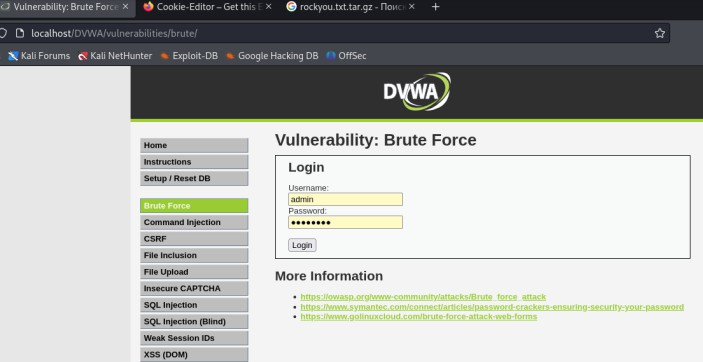 Vulnerability: Brute Force
Cookie-Editor – Get this E
rockyou.txt.tar.gz - Поис
localhost/DVWA/vulnerabilities/brute/
Kali Forums Kali NetHunter Exploit-DB Google Hacking DB OffSec
DVWA
Vulnerability: Brute Force
Home
Instructions
Setup / Reset DB
Brute Force
Command Injection
CSRF
File Inclusion
File Upload
Insecure CAPTCHA
SQL Injection
SQL Injection (Blind)
Weak Session IDs
XSS (DOM)
Login
Username:
admin
Password:
••••••••
Login
More Information
https://owasp.org/www-community/attacks/Brute_force_attack
https://www.symantec.com/connect/articles/password-crackers-ensuring-security-your-password
https://www.golinuxcloud.com/brute-force-attack-web-forms